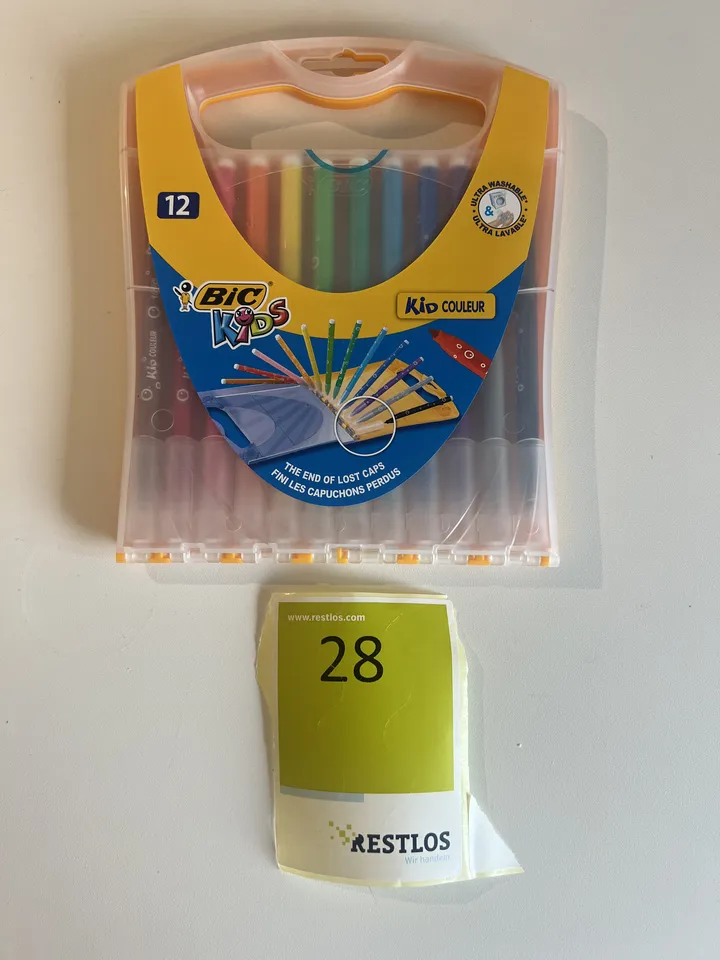 12
ULTRA WASHABLE*
&
ULTRA LAVABLE*
BIC
KIDS
KID COULEUR
Kid COULEUR
THE END OF LOST CAPS
FINI LES CAPUCHONS PERDUS
www.restlos.com
28
RESTLOS
Wir handeln